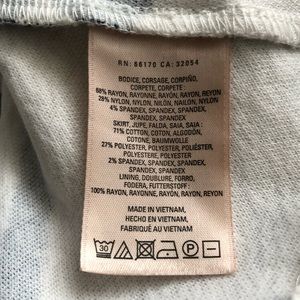 RN: 86170 CA: 32054
BODICE, CORSAGE, CORPIÑO,
CORPETE, CORPETE :
68% RAYON, RAYONNE, RAYÓN, RAYON, REYON
28% NYLON, NYLON, NILÓN, NAILON, NYLON
4% SPANDEX, SPANDEX, SPANDEX,
SPANDEX, SPANDEX
SKIRT, JUPE, FALDA, SAIA, SAIA :
71% COTTON, COTON, ALGODÓN,
COTTON, BAUMWOLLE
27% POLYESTER, POLYESTER, POLIÉSTER,
POLYESTERE, POLYESTER
2% SPANDEX, SPANDEX, SPANDEX,
SPANDEX, SPANDEX
LINING, DOUBLURE, FORRO,
FODERA, FUTTERSTOFF :
100% RAYON, RAYONNE, RAYÓN, RAYON, REYON
MADE IN VIETNAM,
HECHO EN VIETNAM,
FABRIQUÉ AU VIETNAM
30 P